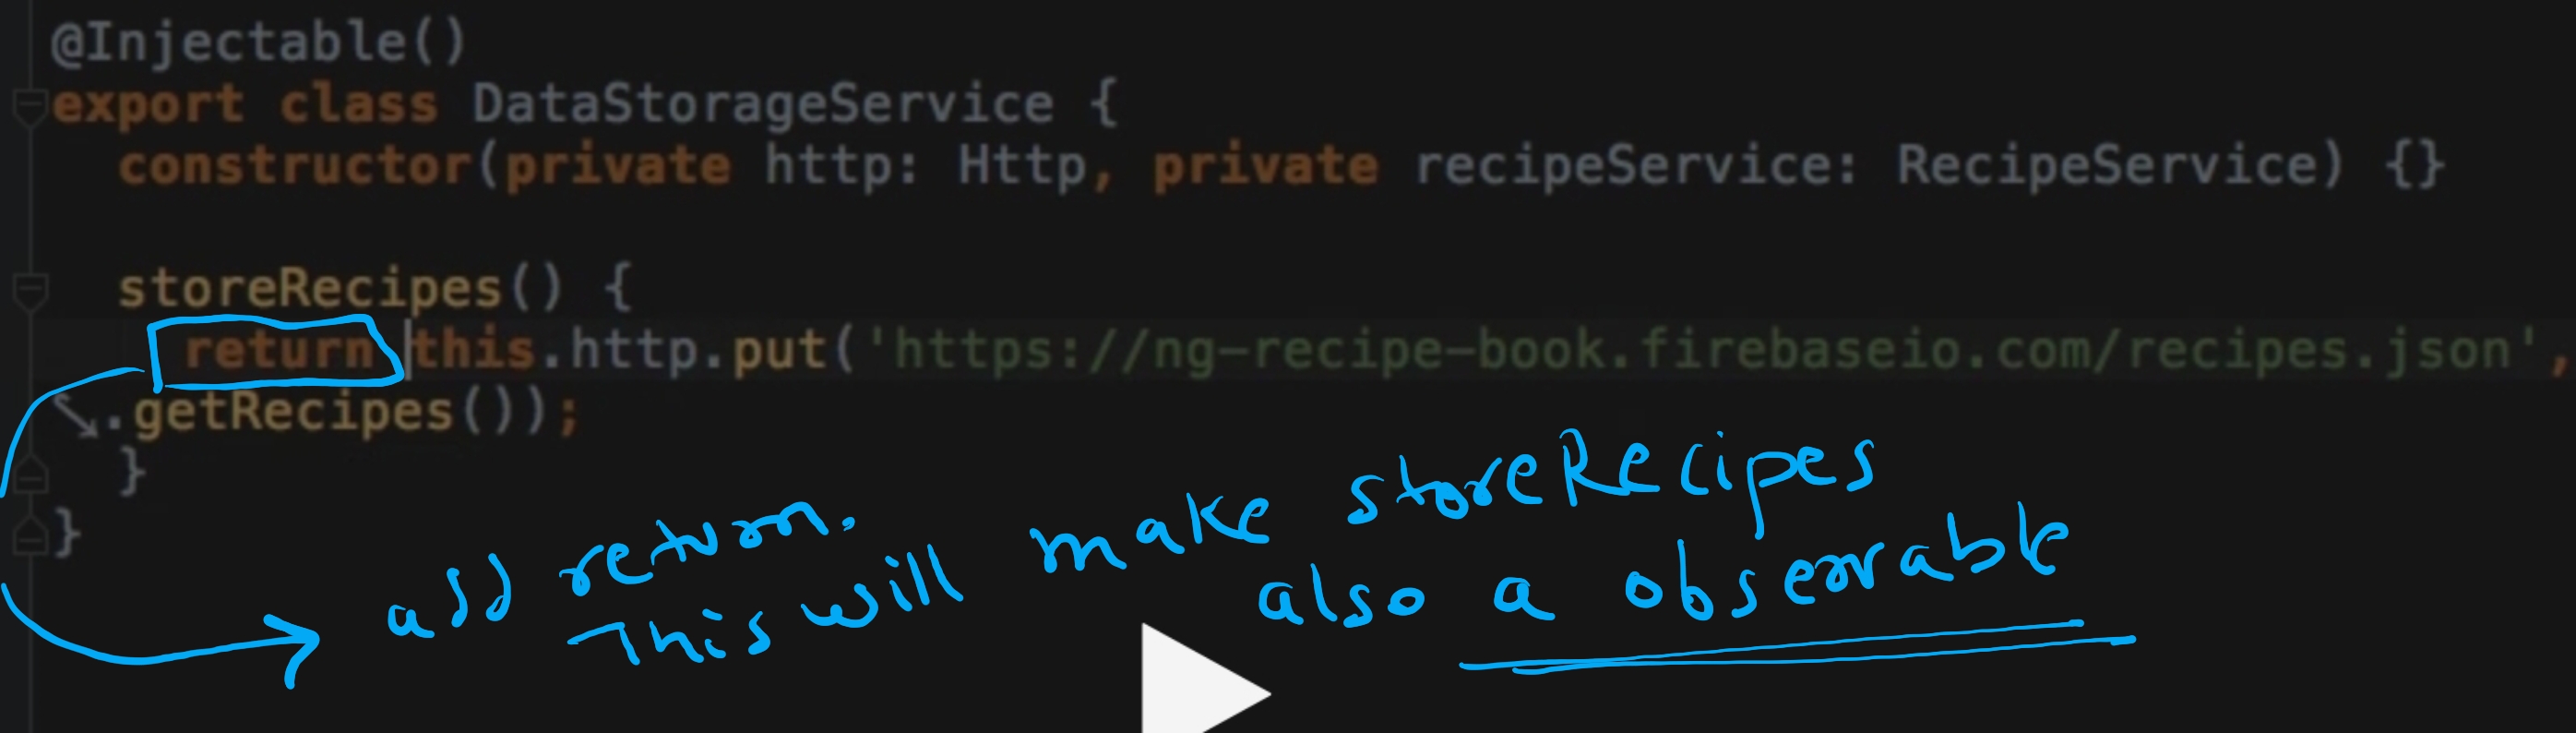 @Injectable()
export class DataStorageService {
constructor(private http: Http, private recipeService: RecipeService) {}
storeRecipes() {
return this.http.put('https://ng-recipe-book.firebaseio.com/recipes.json',
.getRecipes());
}
}
add return.
This will make storeRecipes
also a observable